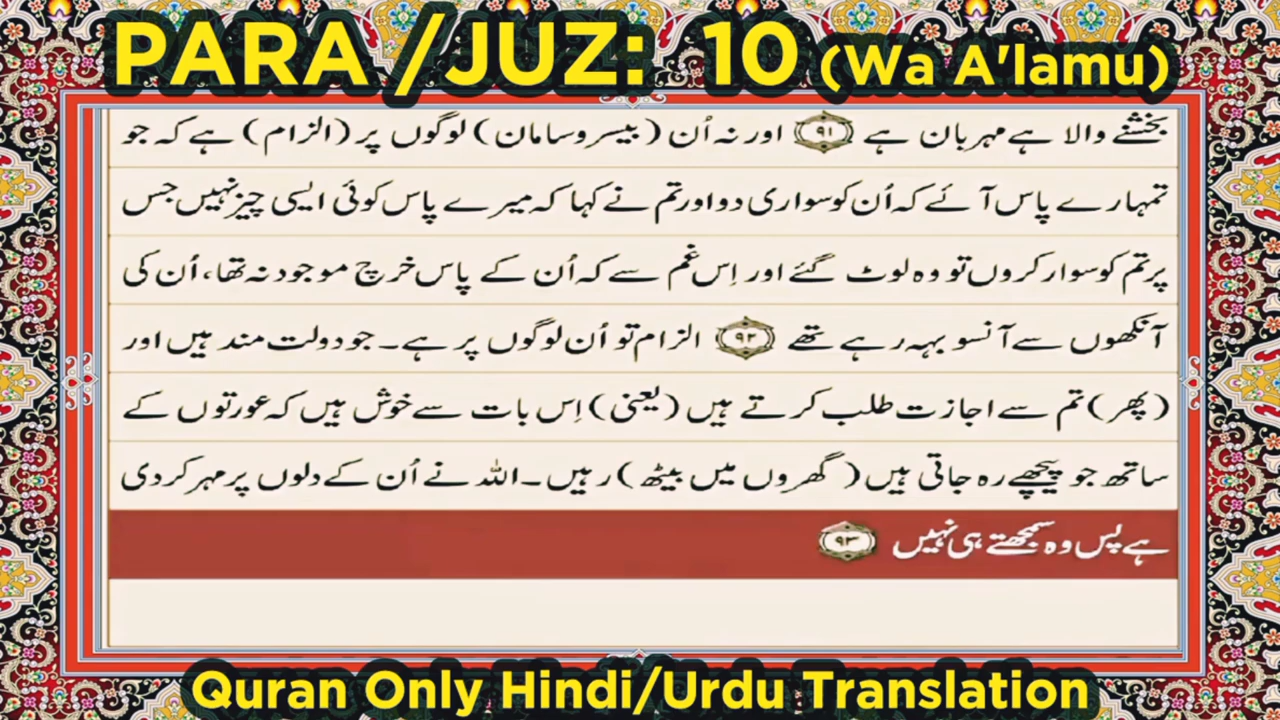 PARA /JUZ: 10 (Wa A'lamu)
بخشنے والا ہے مہربان ہے ﴿۹۱﴾ اور نہ اُن (بیسروسامان) لوگوں پر (الزام) ہے کہ جو
تمہارے پاس آئے کہ اُن کو سواری دو اور تم نے کہا کہ میرے پاس کوئی ایسی چیز نہیں جس
پر تم کو سوار کروں تو وہ لوٹ گئے اور اِس غم سے کہ اُن کے پاس خرچ موجود نہ تھا، اُن کی
آنکھوں سے آنسو بہہ رہے تھے ﴿۹۲﴾ الزام تو اُن لوگوں پر ہے۔ جو دولت مند ہیں اور
(پھر) تم سے اجازت طلب کرتے ہیں (یعنی) اِس بات سے خوش ہیں کہ عورتوں کے
ساتھ جو پیچھے رہ جاتی ہیں (گھروں میں بیٹھ) رہیں۔ اللہ نے اُن کے دلوں پر مہر کر دی
ہے پس وہ سمجھتے ہی نہیں ﴿۹۳﴾
Quran Only Hindi/Urdu Translation